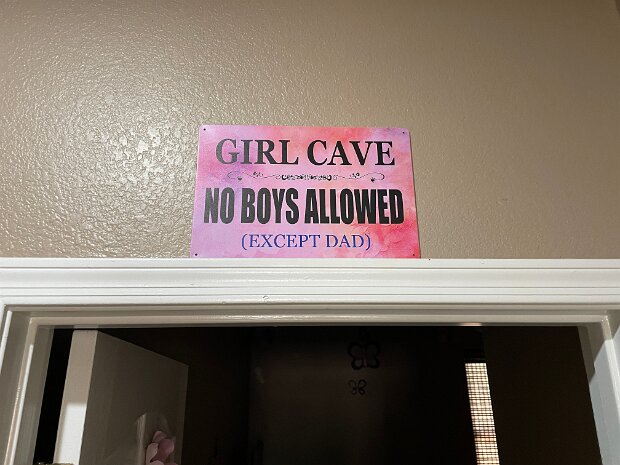 GIRL CAVE
NO BOYS ALLOWED
(EXCEPT DAD)